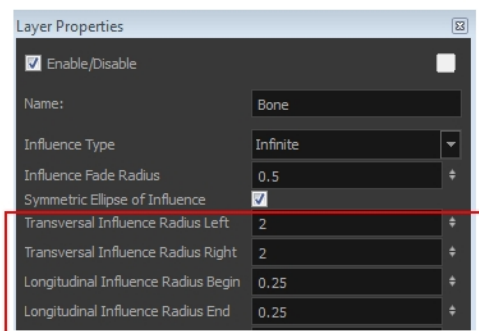 Layer Properties
Enable/Disable
Name: Bone
Influence Type Infinite
Influence Fade Radius 0.5
Symmetric Ellipse of Influence
Transversal Influence Radius Left 2
Transversal Influence Radius Right 2
Longitudinal Influence Radius Begin 0.25
Longitudinal Influence Radius End 0.25